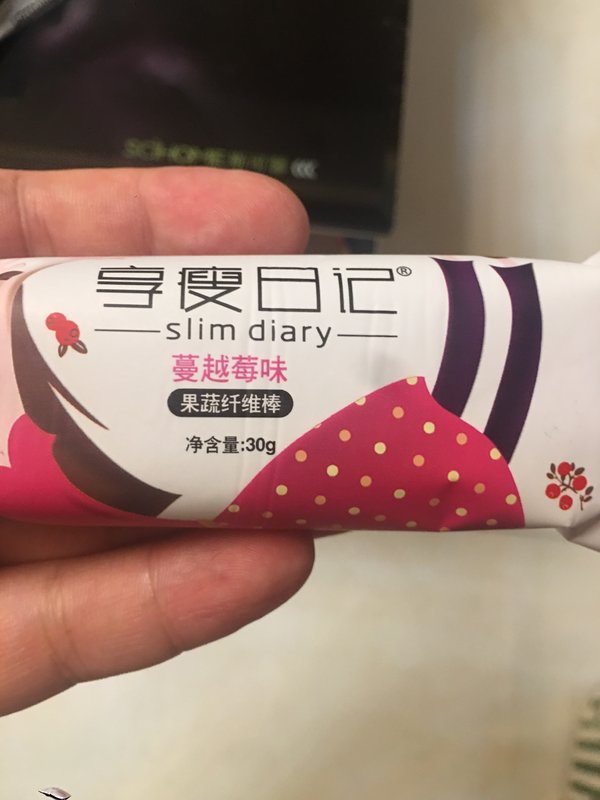 享瘦日记®
slim diary
蔓越莓味
果蔬纤维棒
净含量:30g